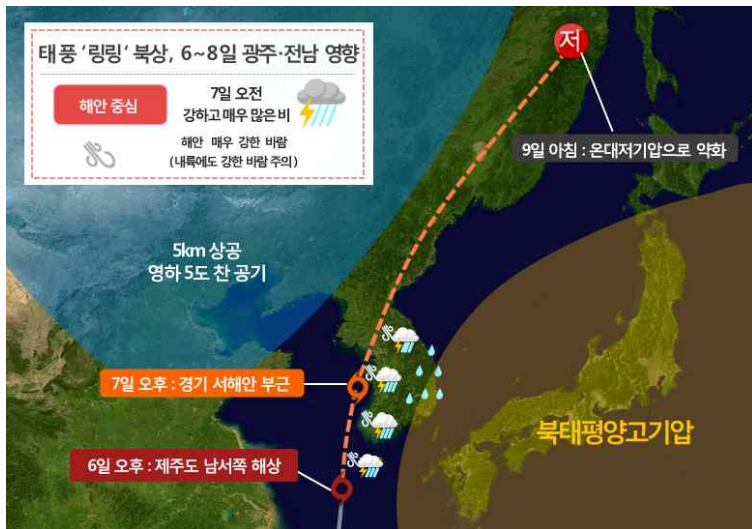 태풍 '링링' 북상, 6~8일 광주·전남 영향
해안 중심
7일 오전
강하고 매우 많은 비
해안 매우 강한 바람
(내륙에도 강한 바람 주의)
저
9일 아침 : 온대저기압으로 약화
5km 상공
영하 5도 찬 공기
7일 오후 : 경기 서해안 부근
북태평양고기압
6일 오후 : 제주도 남서쪽 해상